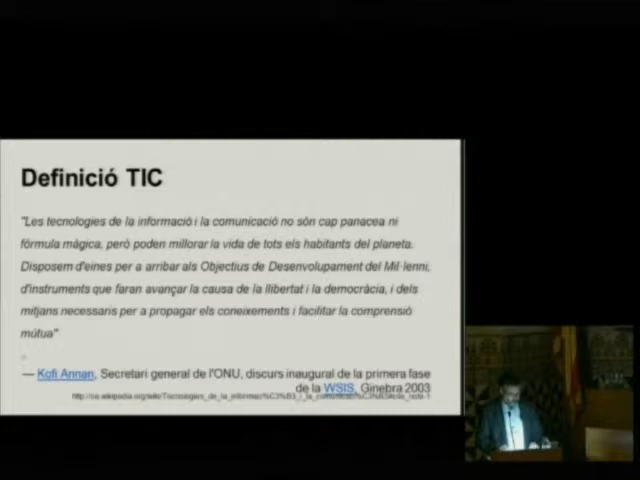 Definició TIC
"Les tecnologies de la informació i la comunicació no són cap panacea ni
fórmula màgica, però poden millorar la vida de tots els habitants del planeta.
Disposem d'eines per a arribar als Objectius de Desenvolupament del Mil·lenni,
d'instruments que faran avançar la causa de la llibertat i la democràcia, i dels
mitjans necessaris per a propagar els coneixements i facilitar la comprensió
mútua"
— Kofi Annan, Secretari general de l'ONU, discurs inaugural de la primera fase
de la WSIS, Ginebra 2003